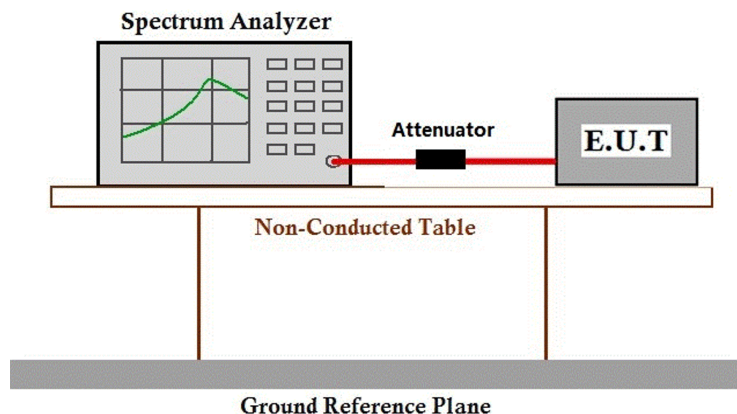 Spectrum Analyzer
Attenuator
E.U.T
Non-Conducted Table
Ground Reference Plane